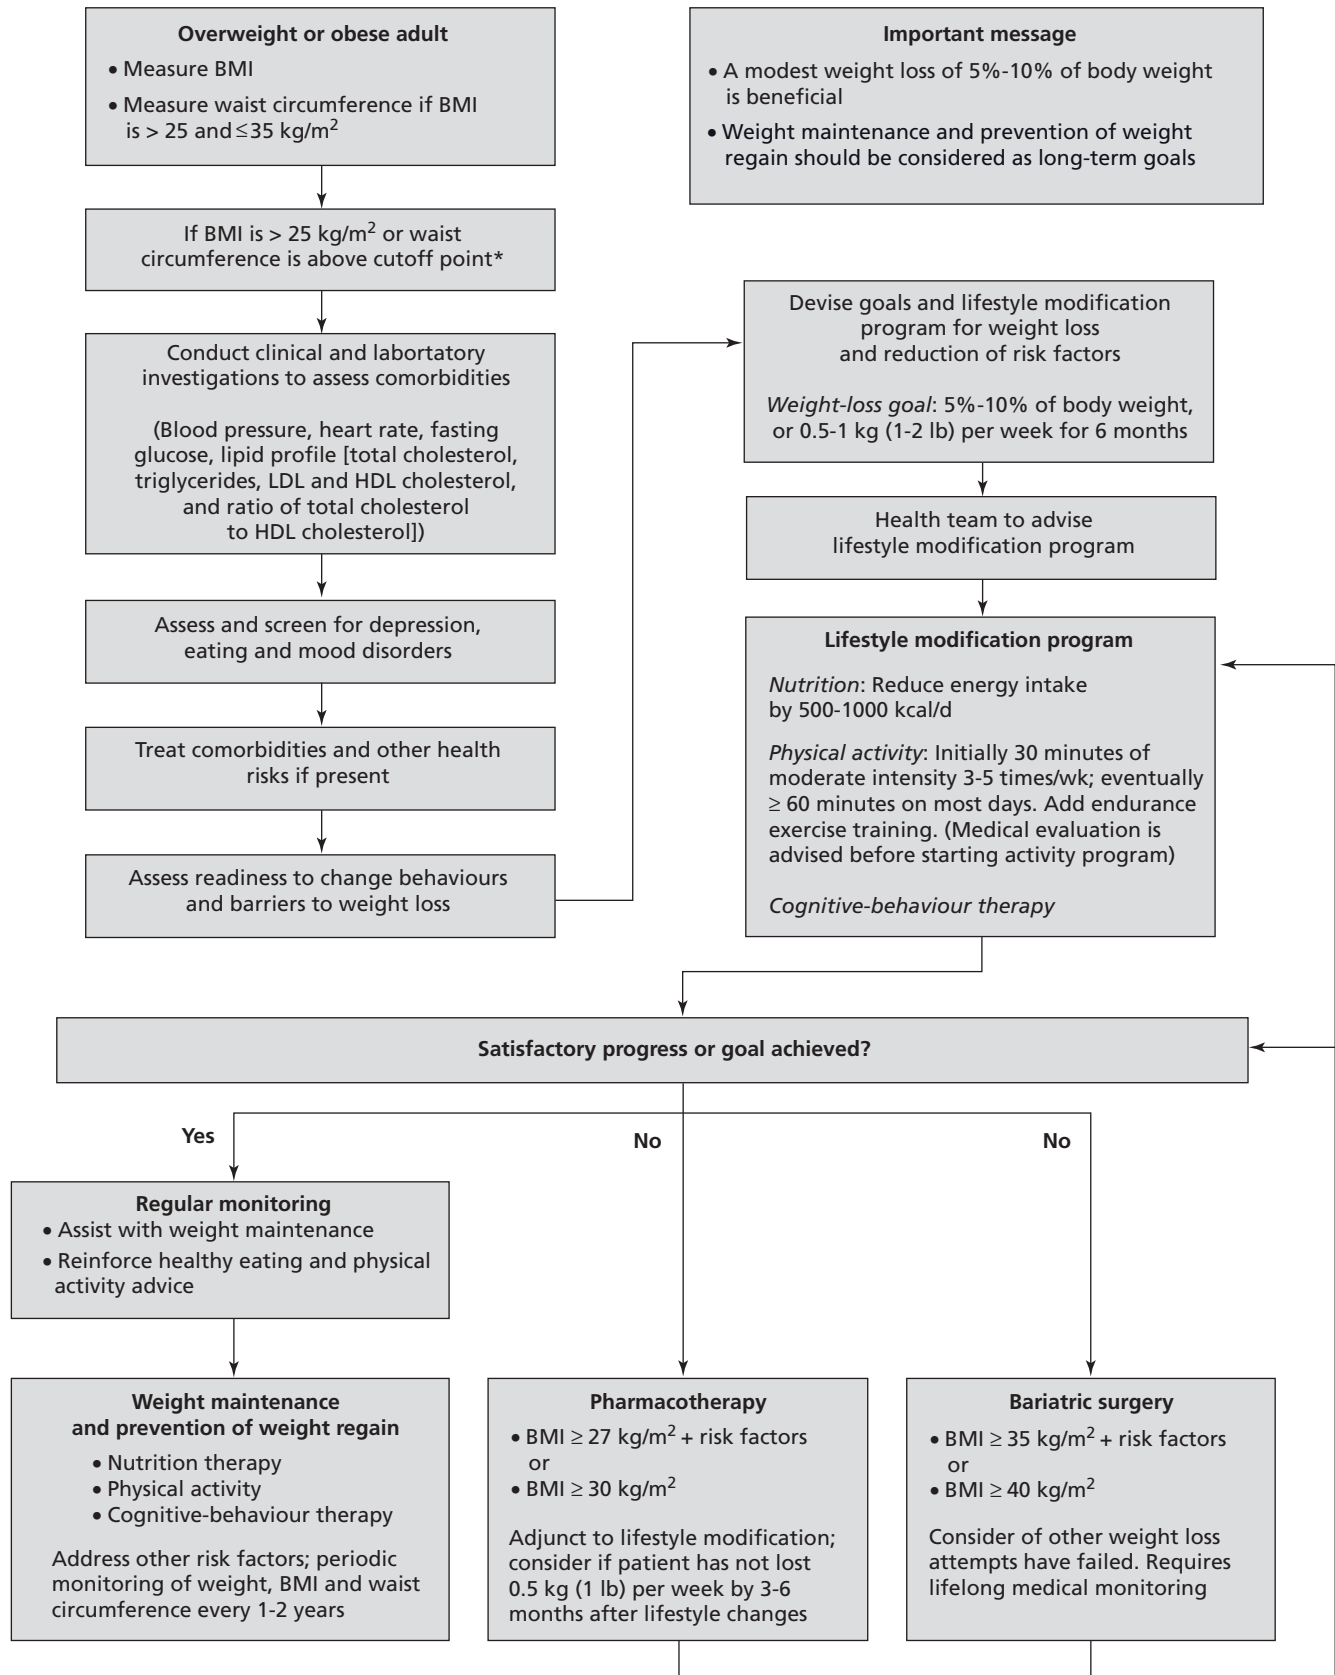 Overweight or obese adult
• Measure BMI
• Measure waist circumference if BMI
is > 25 and ≤35 kg/m²
Important message
• A modest weight loss of 5%-10% of body weight
is beneficial
• Weight maintenance and prevention of weight
regain should be considered as long-term goals
If BMI is > 25 kg/m² or waist
circumference is above cutoff point*
Conduct clinical and labortatory
investigations to assess comorbidities
(Blood pressure, heart rate, fasting
glucose, lipid profile [total cholesterol,
triglycerides, LDL and HDL cholesterol,
and ratio of total cholesterol
to HDL cholesterol])
Assess and screen for depression,
eating and mood disorders
Treat comorbidities and other health
risks if present
Assess readiness to change behaviours
and barriers to weight loss
Devise goals and lifestyle modification
program for weight loss
and reduction of risk factors
Weight-loss goal: 5%-10% of body weight,
or 0.5-1 kg (1-2 lb) per week for 6 months
Health team to advise
lifestyle modification program
Lifestyle modification program
Nutrition: Reduce energy intake
by 500-1000 kcal/d
Physical activity: Initially 30 minutes of
moderate intensity 3-5 times/wk; eventually
≥ 60 minutes on most days. Add endurance
exercise training. (Medical evaluation is
advised before starting activity program)
Cognitive-behaviour therapy
Satisfactory progress or goal achieved?
Yes
No
No
Regular monitoring
• Assist with weight maintenance
• Reinforce healthy eating and physical
activity advice
Weight maintenance
and prevention of weight regain
• Nutrition therapy
• Physical activity
• Cognitive-behaviour therapy
Address other risk factors; periodic
monitoring of weight, BMI and waist
circumference every 1-2 years
Pharmacotherapy
• BMI ≥ 27 kg/m² + risk factors
or
• BMI ≥ 30 kg/m²
Adjunct to lifestyle modification;
consider if patient has not lost
0.5 kg (1 lb) per week by 3-6
months after lifestyle changes
Bariatric surgery
• BMI ≥ 35 kg/m² + risk factors
or
• BMI ≥ 40 kg/m²
Consider of other weight loss
attempts have failed. Requires
lifelong medical monitoring